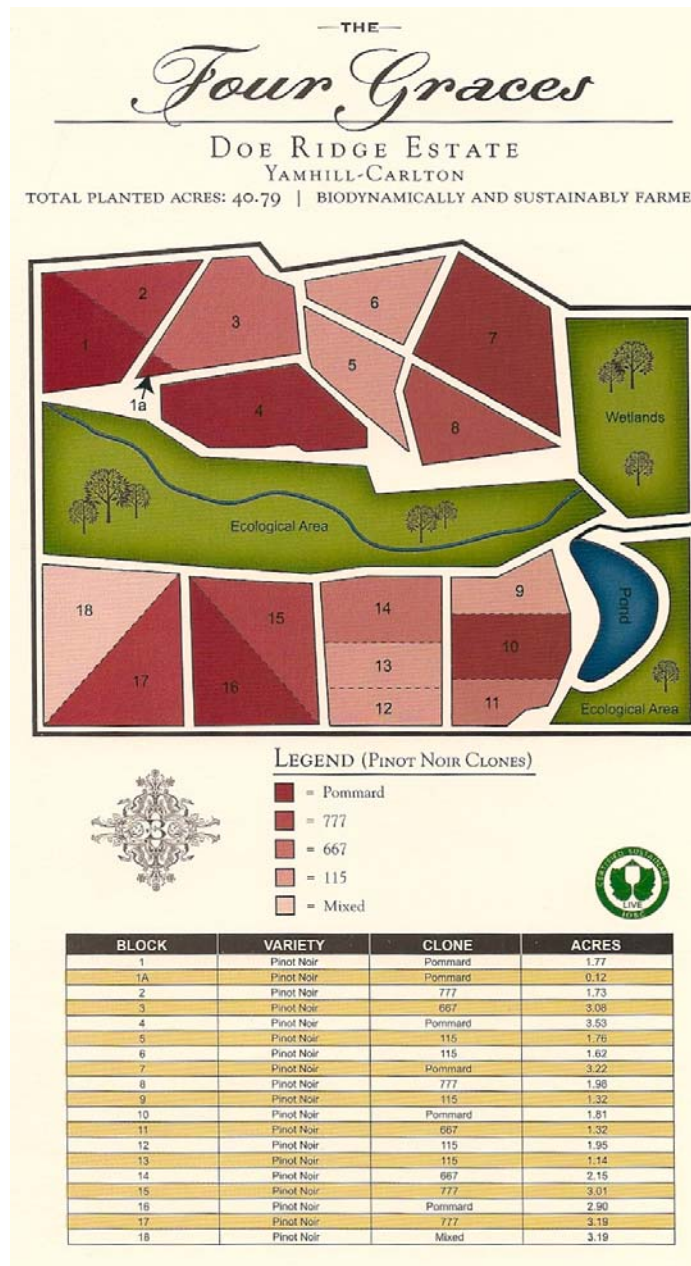 THE
Four Graces
DOE RIDGE ESTATE
YAMHILL-CARLTON
TOTAL PLANTED ACRES: 40.79 | BIODYNAMICALLY AND SUSTAINABLY FARME
1
2
3
6
7
5
1a
4
8
Wetlands
Ecological Area
18
17
15
16
14
13
12
9
10
11
Pond
Ecological Area
LEGEND (PINOT NOIR CLONES)
= Pommard
= 777
= 667
= 115
= Mixed
B
CERTIFIED SUSTAINABLE
LIVE
IOBC
BLOCK VARIETY CLONE ACRES
1 Pinot Noir Pommard 1.77
1A Pinot Noir Pommard 0.12
2 Pinot Noir 777 1.73
3 Pinot Noir 667 3.08
4 Pinot Noir Pommard 3.53
5 Pinot Noir 115 1.76
6 Pinot Noir 115 1.62
7 Pinot Noir Pommard 3.22
8 Pinot Noir 777 1.98
9 Pinot Noir 115 1.32
10 Pinot Noir Pommard 1.81
11 Pinot Noir 667 1.32
12 Pinot Noir 115 1.95
13 Pinot Noir 115 1.14
14 Pinot Noir 667 2.15
15 Pinot Noir 777 3.01
16 Pinot Noir Pommard 2.90
17 Pinot Noir 777 3.19
18 Pinot Noir Mixed 3.19